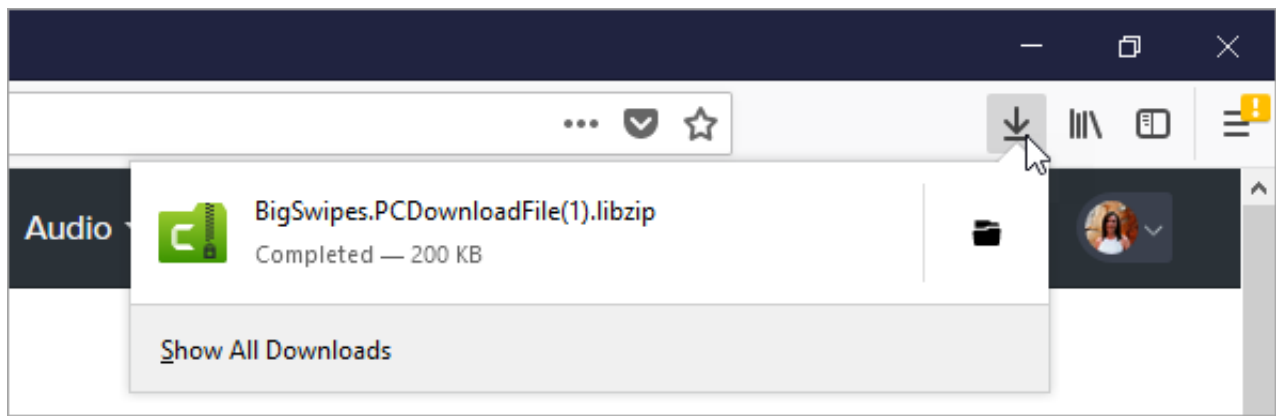 Audio
BigSwipes.PCDownloadFile(1).libzip
Completed — 200 KB
Show All Downloads